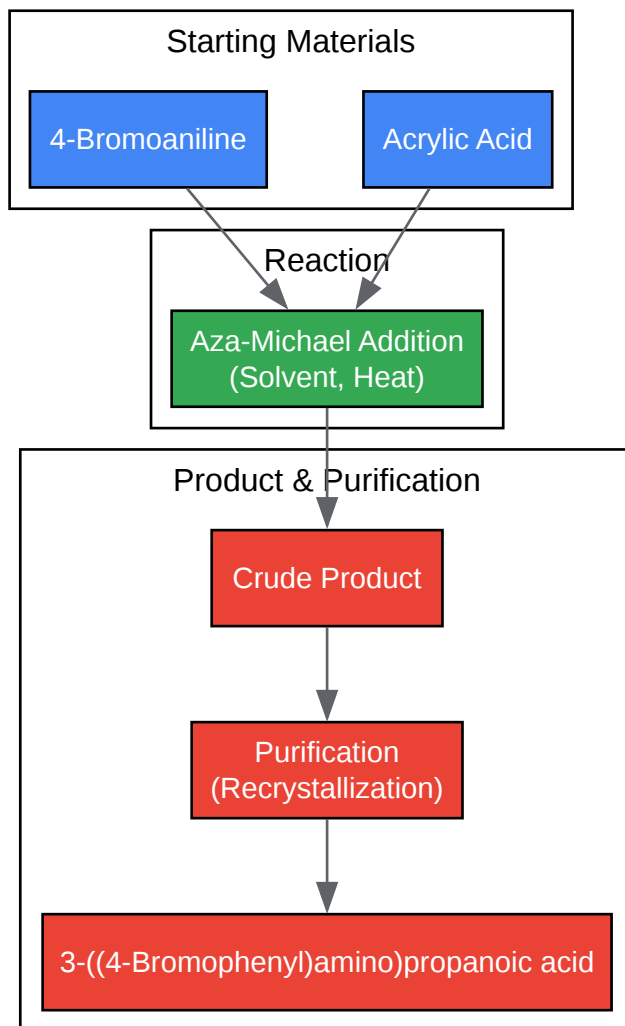 Starting Materials
4-Bromoaniline
Acrylic Acid
Reaction
Aza-Michael Addition
(Solvent, Heat)
Product & Purification
Crude Product
Purification
(Recrystallization)
3-((4-Bromophenyl)amino)propanoic acid